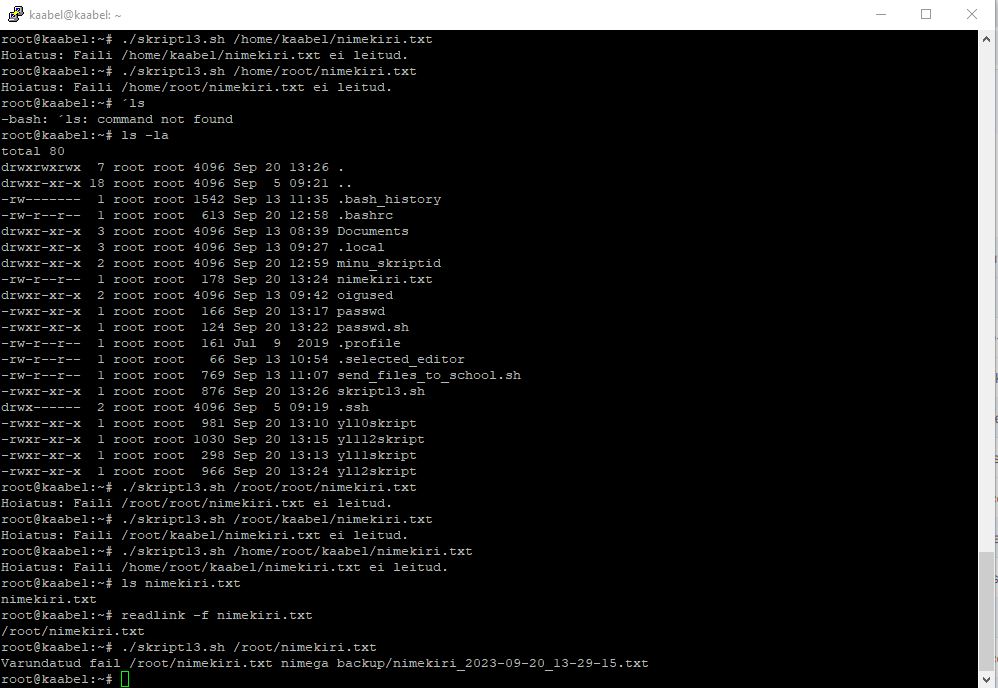 kaabel@kaabel: ~
root@kaabel:~# ./skript13.sh /home/kaabel/nimekiri.txt
Hoiatus: Faili /home/kaabel/nimekiri.txt ei leitud.
root@kaabel:~# ./skript13.sh /home/root/nimekiri.txt
Hoiatus: Faili /home/root/nimekiri.txt ei leitud.
root@kaabel:~# ´ls
-bash: ´ls: command not found
root@kaabel:~# ls -la
total 80
drwxrwxrwx  7 root root 4096 Sep 20 13:26 .
drwxr-xr-x 18 root root 4096 Sep  5 09:21 ..
-rw-------  1 root root 1542 Sep 13 11:35 .bash_history
-rw-r--r--  1 root root  613 Sep 20 12:58 .bashrc
drwxr-xr-x  3 root root 4096 Sep 13 08:39 Documents
drwxr-xr-x  3 root root 4096 Sep 13 09:27 .local
drwxr-xr-x  2 root root 4096 Sep 20 12:59 minu_skriptid
-rw-r--r--  1 root root  178 Sep 20 13:24 nimekiri.txt
drwxr-xr-x  2 root root 4096 Sep 13 09:42 oigused
-rwxr-xr-x  1 root root  166 Sep 20 13:17 passwd
-rwxr-xr-x  1 root root  124 Sep 20 13:22 passwd.sh
-rw-r--r--  1 root root  161 Jul  9  2019 .profile
-rw-r--r--  1 root root   66 Sep 13 10:54 .selected_editor
-rw-r--r--  1 root root  769 Sep 13 11:07 send_files_to_school.sh
-rwxr-xr-x  1 root root  876 Sep 20 13:26 skript13.sh
drwx------  2 root root 4096 Sep  5 09:19 .ssh
-rwxr-xr-x  1 root root  981 Sep 20 13:10 yl10skript
-rwxr-xr-x  1 root root 1030 Sep 20 13:15 yl112skript
-rwxr-xr-x  1 root root  298 Sep 20 13:13 yl11skript
-rwxr-xr-x  1 root root  966 Sep 20 13:24 yl12skript
root@kaabel:~# ./skript13.sh /root/root/nimekiri.txt
Hoiatus: Faili /root/root/nimekiri.txt ei leitud.
root@kaabel:~# ./skript13.sh /root/kaabel/nimekiri.txt
Hoiatus: Faili /root/kaabel/nimekiri.txt ei leitud.
root@kaabel:~# ./skript13.sh /home/root/kaabel/nimekiri.txt
Hoiatus: Faili /home/root/kaabel/nimekiri.txt ei leitud.
root@kaabel:~# ls nimekiri.txt
nimekiri.txt
root@kaabel:~# readlink -f nimekiri.txt
/root/nimekiri.txt
root@kaabel:~# ./skript13.sh /root/nimekiri.txt
Varundatud fail /root/nimekiri.txt nimega backup/nimekiri_2023-09-20_13-29-15.txt
root@kaabel:~#